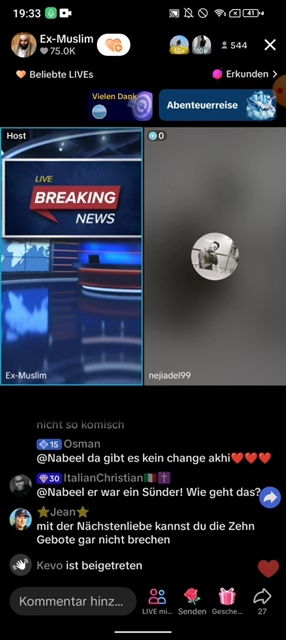 19:33
41
Ex-Muslim
75.0K
10
10
544
Beliebte LIVEs
Erkunden >
Vielen Dank
Abenteuerreise
Host
0
LIVE
BREAKING
NEWS
Ex-Muslim
nejiadel99
nicht so komisch
15 Osman
@Nabeel da gibt es kein change akhi❤️❤️❤️
30 ItalianChristian🇮🇹✝️
@Nabeel er war ein Sünder! Wie geht das?
⭐Jean⭐
mit der Nächstenliebe kannst du die Zehn
Gebote gar nicht brechen
Kevo ist beigetreten
Kommentar hinz...
LIVE mi...
Senden
Gesche...
27